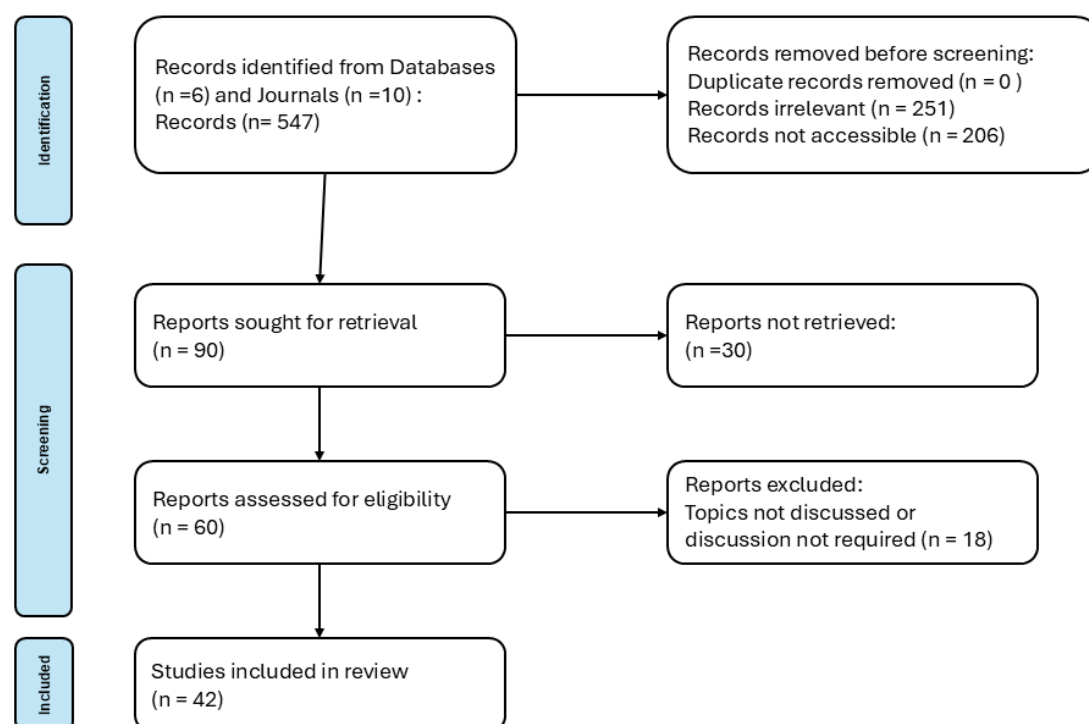 Identification
Records identified from Databases
(n =6) and Journals (n =10) :
Records (n= 547)
Records removed before screening:
Duplicate records removed (n = 0 )
Records irrelevant (n = 251)
Records not accessible (n = 206)
Screening
Reports sought for retrieval
(n = 90)
Reports not retrieved:
(n =30)
Reports assessed for eligibility
(n = 60)
Reports excluded:
Topics not discussed or
discussion not required (n = 18)
Included
Studies included in review
(n = 42)